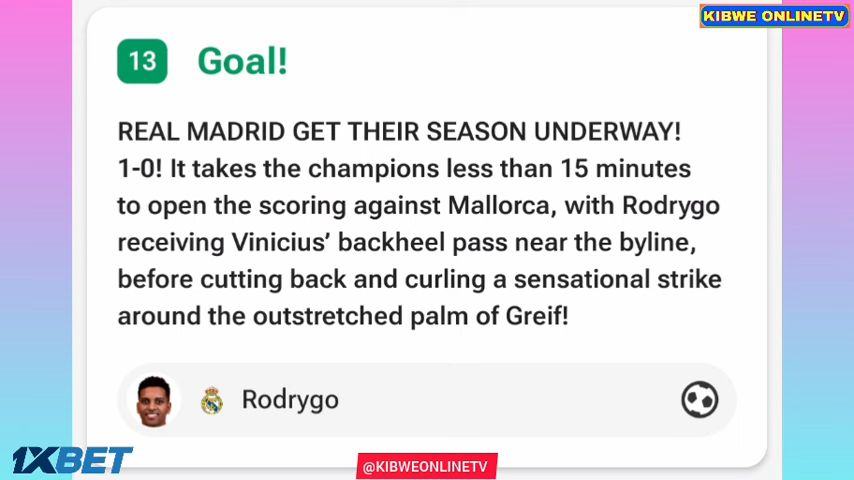 KIBWE ONLINETV
13 Goal!
REAL MADRID GET THEIR SEASON UNDERWAY!
1-0! It takes the champions less than 15 minutes
to open the scoring against Mallorca, with Rodrygo
receiving Vinicius’ backheel pass near the byline,
before cutting back and curling a sensational strike
around the outstretched palm of Greif!
Rodrygo
1XBET
@KIBWEONLINETV